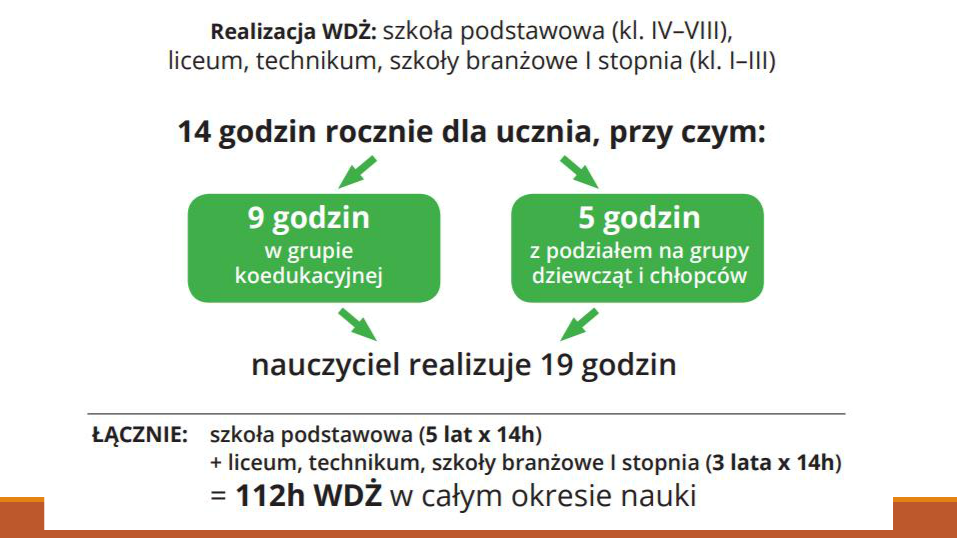 Realizacja WDŻ: szkoła podstawowa (kl. IV–VIII),
liceum, technikum, szkoły branżowe I stopnia (kl. I–III)
14 godzin rocznie dla ucznia, przy czym:
9 godzin
w grupie
koedukacyjnej
5 godzin
z podziałem na grupy
dziewcząt i chłopców
nauczyciel realizuje 19 godzin
ŁĄCZNIE: szkoła podstawowa (5 lat x 14h)
+ liceum, technikum, szkoły branżowe I stopnia (3 lata x 14h)
= 112h WDŻ w całym okresie nauki